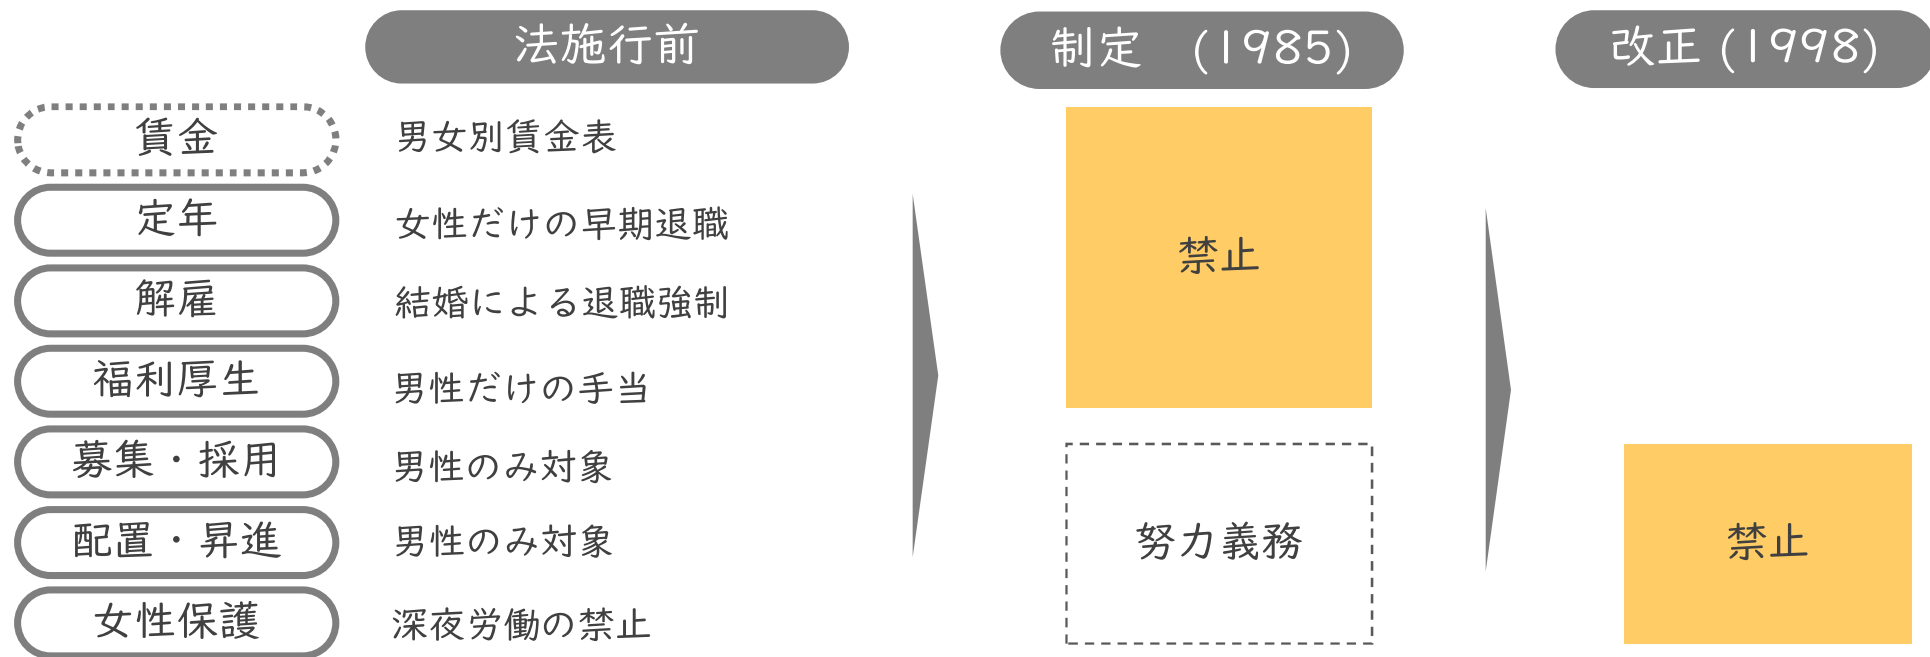 法施行前
制定 (1985)
改正 (1998)
賃金
男女別賃金表
定年
女性だけの早期退職
解雇
結婚による退職強制
福利厚生
男性だけの手当
禁止
募集・採用
男性のみ対象
配置・昇進
男性のみ対象
女性保護
深夜労働の禁止
努力義務
禁止